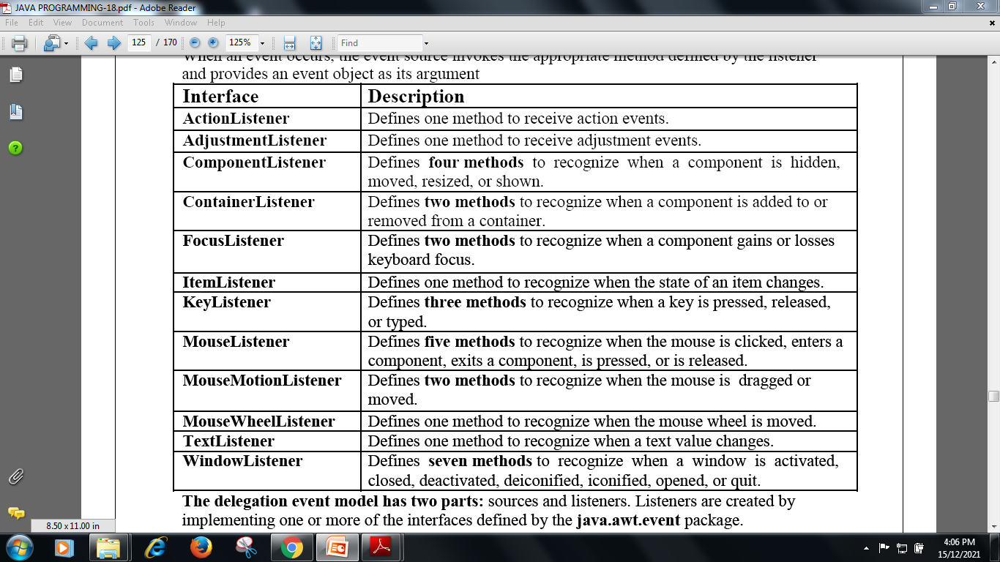 JAVA PROGRAMMING-18.pdf - Adobe Reader
File Edit View Document Tools Window Help
125 / 170 125% Find
When an event occurs, the event source invokes the appropriate method defined by the listener
and provides an event object as its argument
Interface Description
ActionListener Defines one method to receive action events.
AdjustmentListener Defines one method to receive adjustment events.
ComponentListener Defines four methods to recognize when a component is hidden,
moved, resized, or shown.
ContainerListener Defines two methods to recognize when a component is added to or
removed from a container.
FocusListener Defines two methods to recognize when a component gains or losses
keyboard focus.
ItemListener Defines one method to recognize when the state of an item changes.
KeyListener Defines three methods to recognize when a key is pressed, released,
or typed.
MouseListener Defines five methods to recognize when the mouse is clicked, enters a
component, exits a component, is pressed, or is released.
MouseMotionListener Defines two methods to recognize when the mouse is dragged or
moved.
MouseWheelListener Defines one method to recognize when the mouse wheel is moved.
TextListener Defines one method to recognize when a text value changes.
WindowListener Defines seven methods to recognize when a window is activated,
closed, deactivated, deiconified, iconified, opened, or quit.
The delegation event model has two parts: sources and listeners. Listeners are created by
implementing one or more of the interfaces defined by the java.awt.event package.
8.50 x 11.00 in
4:06 PM
15/12/2021